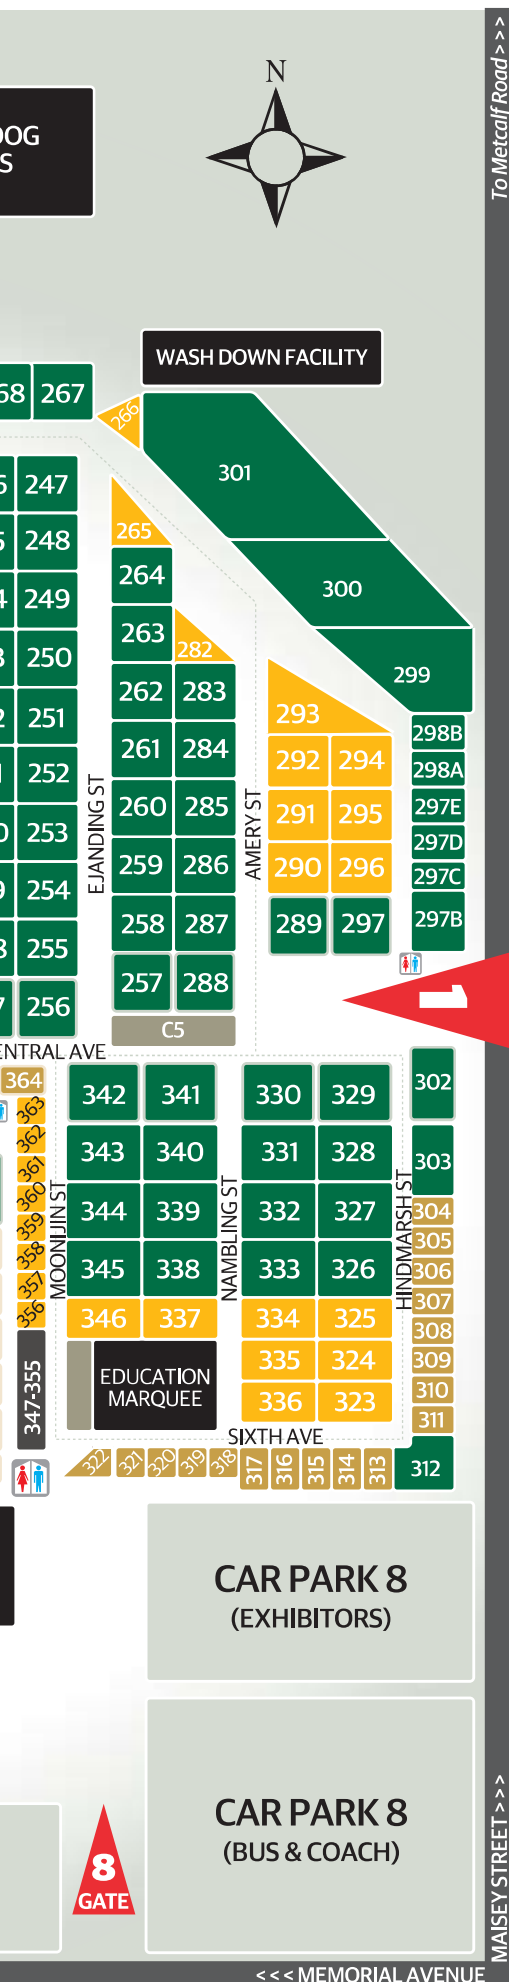 N
To Metcalf Road > > >
OG
S
WASH DOWN FACILITY
68 267
266
301
247
265
248
264
300
249
263
282
250
299
262 283
293
251
298B
261 284
292 294
298A
252
EJANDING ST
AMERY ST
260 285
291 295
297E
253
297D
259 286
290 296
297C
254
258 287
289 297
297B
255
257 288
256
1
C5
ENTRAL AVE
364
342 341 330 329 302
363
362
343 340 331 328 303
361
360
MOONIJIN ST
NAMBLING ST
HINDMARSH ST
344 339 332 327 304
359
305
358
345 338 333 326 306
357
307
356
346 337 334 325 308
347-355
EDUCATION
MARQUEE
335 324 309
310
336 323 311
SIXTH AVE
322 321 320 319 318 317 316 315 314 313 312
CAR PARK 8
(EXHIBITORS)
CAR PARK 8
(BUS & COACH)
8
GATE
MAISEY STREET > > >
< < < MEMORIAL AVENUE